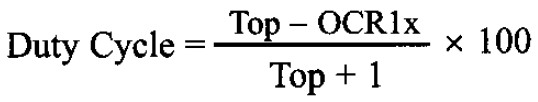 Duty Cycle = (Top – OCR1x) / (Top + 1) × 100